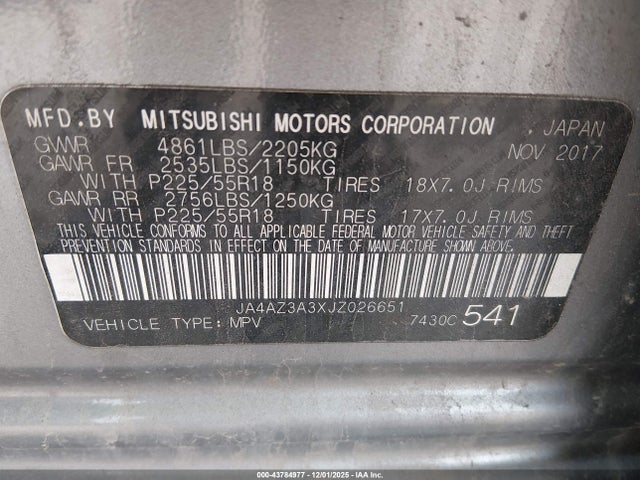 MFD.BY MITSUBISHI MOTORS CORPORATION , JAPAN
GVWR 4861LBS/2205KG NOV 2017
GAWR FR 2535LBS/1150KG
WITH P225/55R18 TIRES 18X7.0J RIMS
GAWR RR 2756LBS/1250KG
WITH P225/55R18 TIRES 17X7.0J RIMS
THIS VEHICLE CONFORMS TO ALL APPLICABLE FEDERAL MOTOR VEHICLE SAFETY AND THEFT
PREVENTION STANDARDS IN EFFECT ON THE DATE OF MANUFACTURE SHOWN ABOVE.
JA4AZ3A3XJZ026651
VEHICLE TYPE: MPV 7430C 541
000-43784977 - 12/01/2025 - IAAI.COM